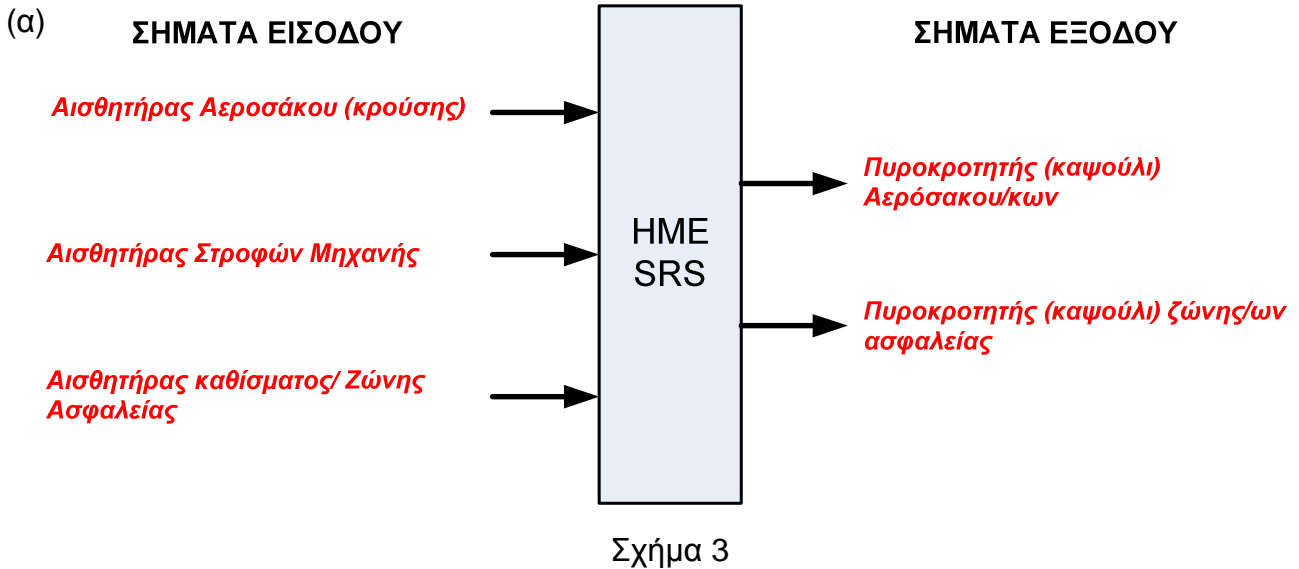 (α)
ΣΗΜΑΤΑ ΕΙΣΟΔΟΥ
ΣΗΜΑΤΑ ΕΞΟΔΟΥ
Αισθητήρας Αεροσάκου (κρούσης)
Αισθητήρας Στροφών Μηχανής
Αισθητήρας καθίσματος/ Ζώνης
Ασφαλείας
ΗΜΕ
SRS
Πυροκροτητής (καψούλι)
Αερόσακου/κων
Πυροκροτητής (καψούλι) ζώνης/ων
ασφαλείας
Σχήμα 3